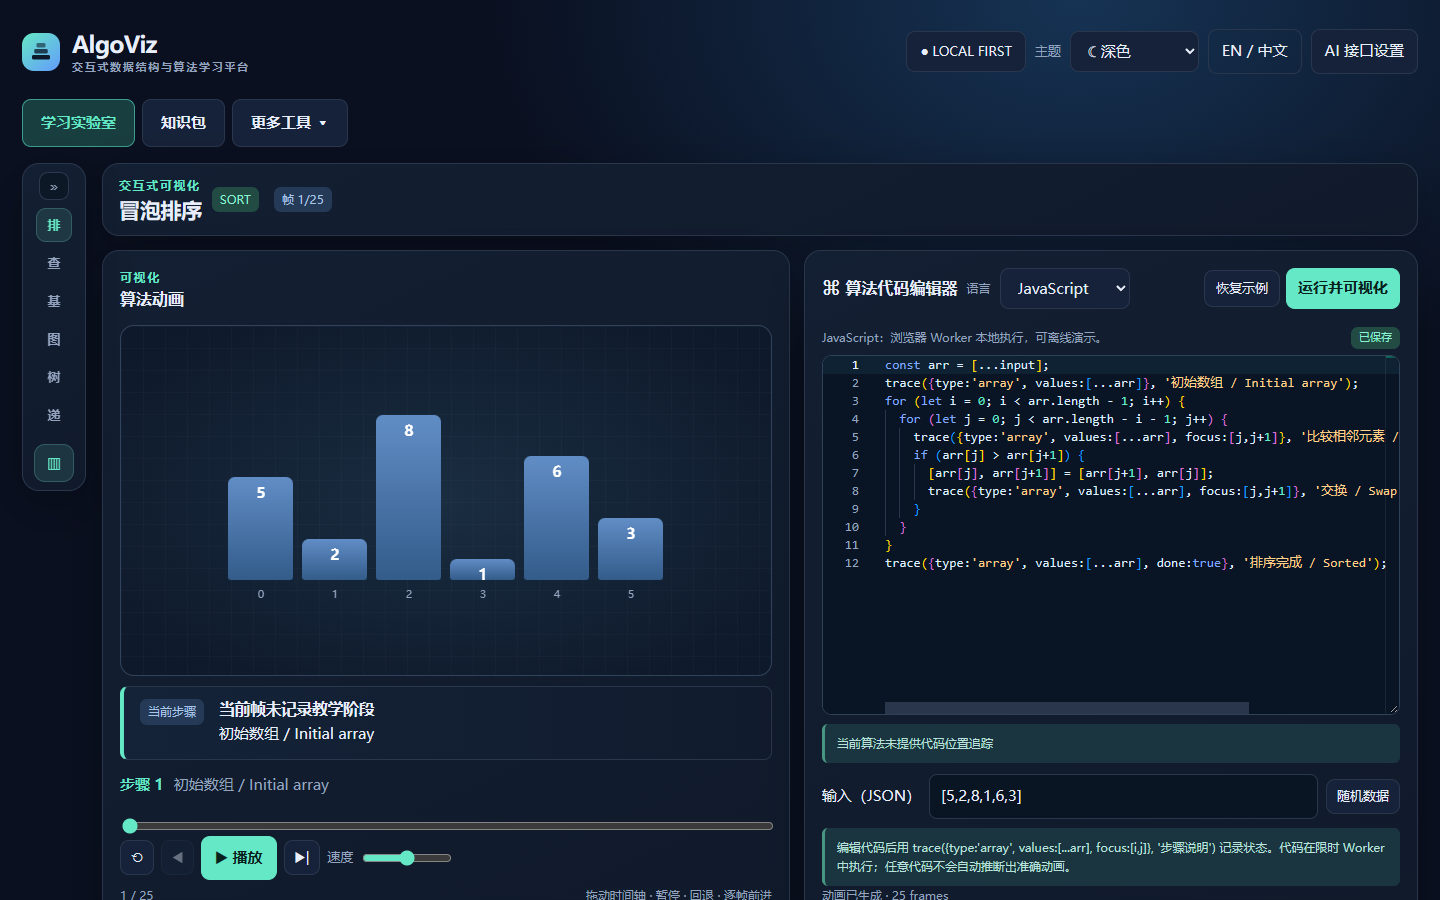 AlgoViz
交互式数据结构与算法学习平台
● LOCAL FIRST
主题
☾ 深色
EN / 中文
AI 接口设置
学习实验室
知识包
更多工具 ▾
»
排
查
基
图
树
递
▥
交互式可视化
冒泡排序
SORT
帧 1/25
可视化
算法动画
5
2
8
1
6
3
0
1
2
3
4
5
当前步骤
当前帧未记录教学阶段
初始数组 / Initial array
步骤 1 初始数组 / Initial array
⟲
◀
▶ 播放
▶|
速度
1 / 25
拖动时间轴 · 暂停 · 回退 · 逐帧前进
⌘ 算法代码编辑器
语言
JavaScript
恢复示例
运行并可视化
JavaScript：浏览器 Worker 本地执行，可离线演示。
已保存
1 const arr = [...input];
2 trace({type:'array', values:[...arr]}, '初始数组 / Initial array');
3 for (let i = 0; i < arr.length - 1; i++) {
4 for (let j = 0; j < arr.length - i - 1; j++) {
5 trace({type:'array', values:[...arr], focus:[j,j+1]}, '比较相邻元素 /
6 if (arr[j] > arr[j+1]) {
7 [arr[j], arr[j+1]] = [arr[j+1], arr[j]];
8 trace({type:'array', values:[...arr], focus:[j,j+1]}, '交换 / Swap
9 }
10 }
11 }
12 trace({type:'array', values:[...arr], done:true}, '排序完成 / Sorted');
当前算法未提供代码位置追踪
输入（JSON）
[5,2,8,1,6,3]
随机数据
编辑代码后用 trace({type:'array', values:[...arr], focus:[i,j]}, '步骤说明') 记录状态。代码在限时 Worker
中执行；任意代码不会自动推断出准确动画。
动画已生成 · 25 frames